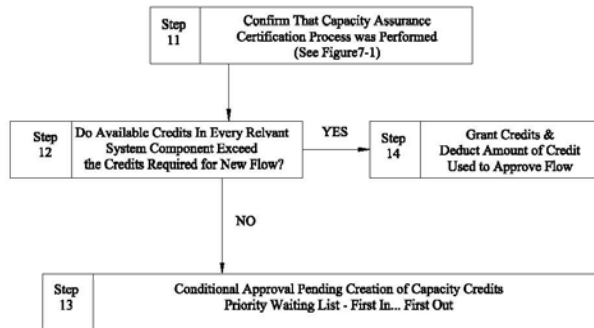 Step
11
Confirm That Capacity Assurance
Certification Process was Performed
(See Figure7-1)
Step
12
Do Available Credits In Every Relvant
System Component Exceed
the Credits Required for New Flow?
YES
Step
14
Grant Credits &
Deduct Amount of Credit
Used to Approve Flow
NO
Step
13
Conditional Approval Pending Creation of Capacity Credits
Priority Waiting List - First In... First Out